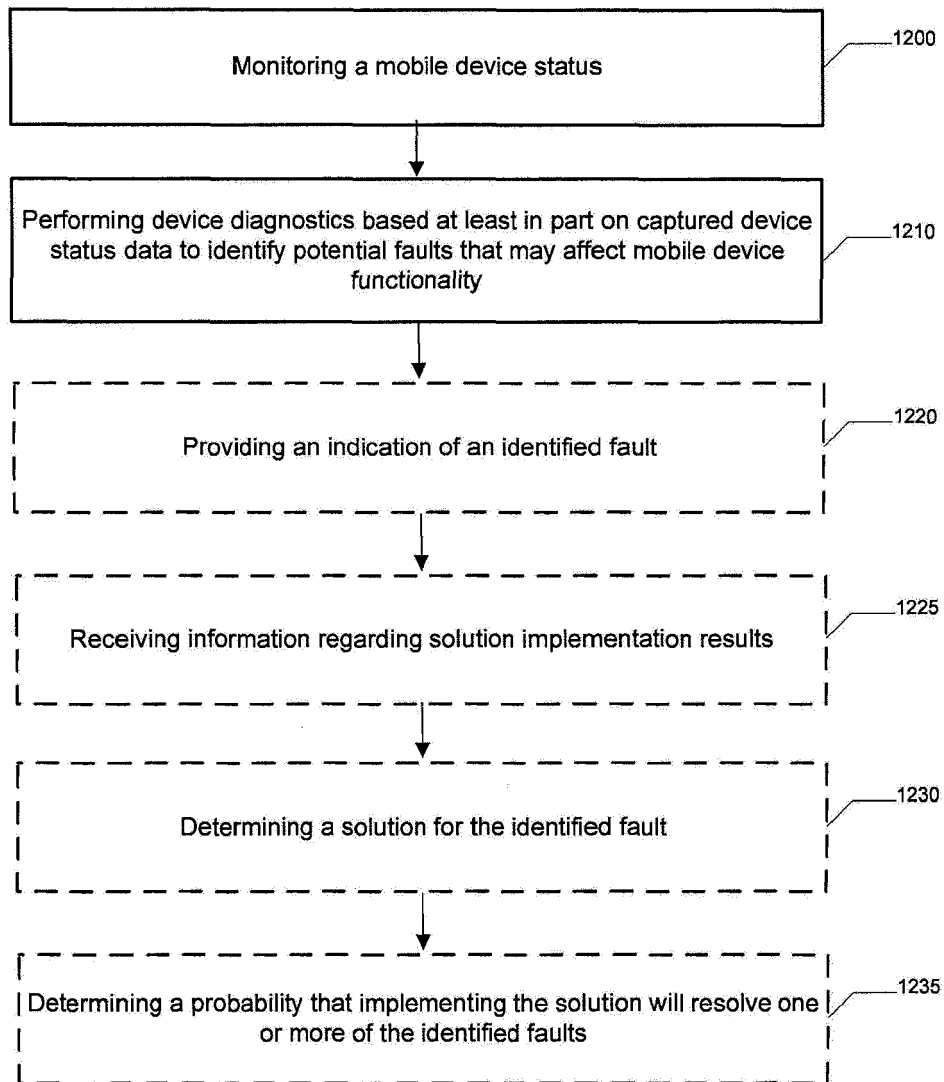 Monitoring a mobile device status
1200
Performing device diagnostics based at least in part on captured device
status data to identify potential faults that may affect mobile device
functionality
1210
Providing an indication of an identified fault
1220
Receiving information regarding solution implementation results
1225
Determining a solution for the identified fault
1230
Determining a probability that implementing the solution will resolve one
or more of the identified faults
1235